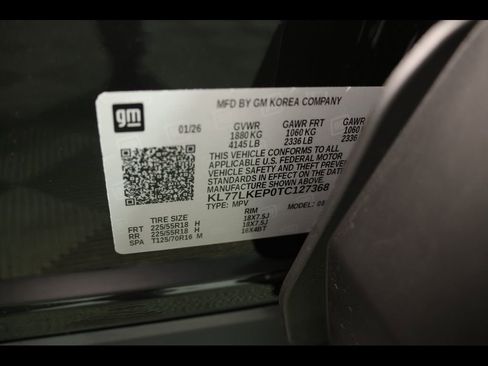 MFD BY GM KOREA COMPANY
gm
01/26
GVWR GAWR FRT GAWR
1880 KG 1060 KG 1060
4145 LB 2336 LB 2336
THIS VEHICLE CONFORMS TO ALL
APPLICABLE U.S. FEDERAL MOTOR
VEHICLE SAFETY AND THEFT PREVE
STANDARDS IN EFFECT ON THE DATE
MANUFACTURE SHOWN ABOVE.
KL77LKEP0TC127368
TYPE: MPV MODEL:
TIRE SIZE RIM
FRT 225/55R18 H 18X7.5J
RR 225/55R18 H 18X7.5J
SPA T125/70R16 M 16X4BT